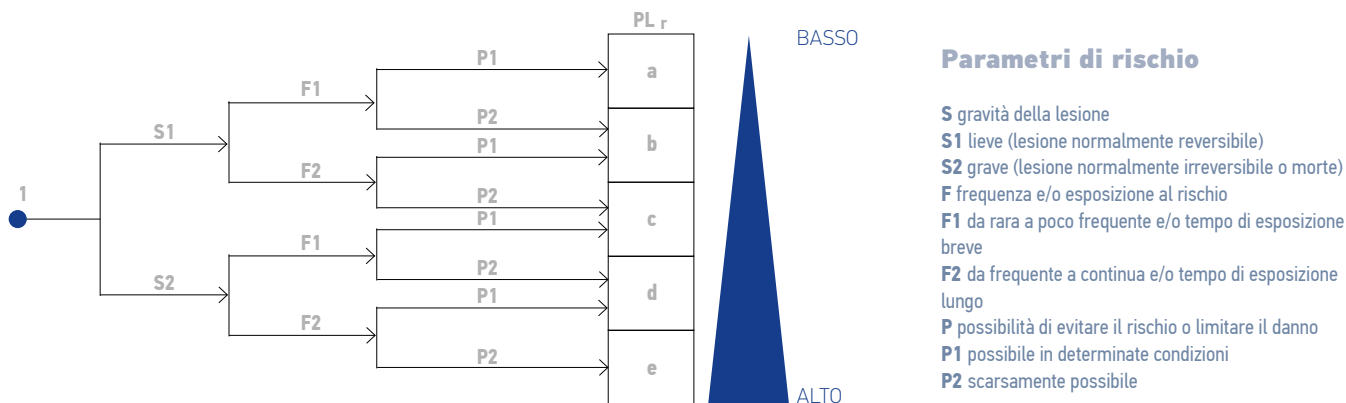 PL r
BASSO
P1
a
F1
P2
S1
P1
b
F2
1
P2
P1
c
F1
P2
S2
P1
d
F2
P2
e
ALTO
Parametri di rischio
S gravità della lesione
S1 lieve (lesione normalmente reversibile)
S2 grave (lesione normalmente irreversibile o morte)
F frequenza e/o esposizione al rischio
F1 da rara a poco frequente e/o tempo di esposizione
breve
F2 da frequente a continua e/o tempo di esposizione
lungo
P possibilità di evitare il rischio o limitare il danno
P1 possibile in determinate condizioni
P2 scarsamente possibile